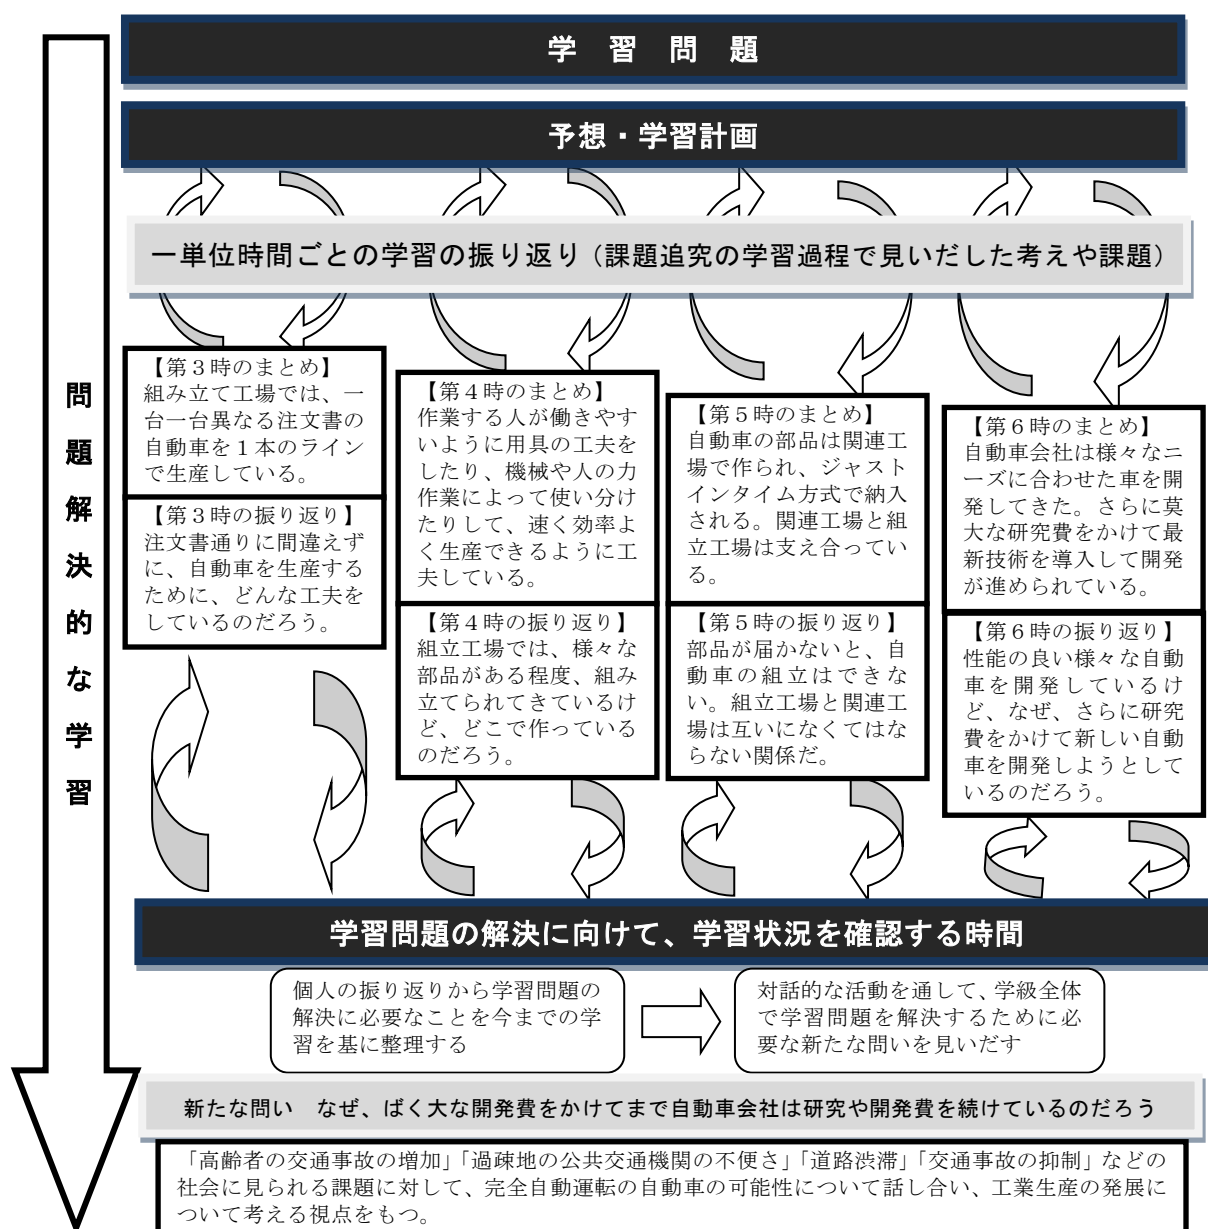 学 習 問 題
予想・学習計画
一単位時間ごとの学習の振り返り（課題追究の学習過程で見いだした考えや課題）
問題解決的な学習
【第３時のまとめ】
組み立て工場では、一
台一台異なる注文書の
自動車を１本のライン
で生産している。
【第３時の振り返り】
注文書通りに間違えず
に、自動車を生産する
ために、どんな工夫を
しているのだろう。
【第４時のまとめ】
作業する人が働きやす
いように用具の工夫を
したり、機械や人の力
作業によって使い分け
たりして、速く効率よ
く生産できるように工
夫している。
【第４時の振り返り】
組立工場では、様々な
部品がある程度、組み
立てられてきているけ
ど、どこで作っている
のだろう。
【第５時のまとめ】
自動車の部品は関連工
場で作られ、ジャスト
インタイム方式で納入
される。関連工場と組
立工場は支え合ってい
る。
【第５時の振り返り】
部品が届かないと、自
動車の組立はできな
い。組立工場と関連工
場は互いになくてはな
らない関係だ。
【第６時のまとめ】
自動車会社は様々なニ
ーズに合わせた車を開
発してきた。さらに莫
大な研究費をかけて最
新技術を導入して開発
が進められている。
【第６時の振り返り】
性能の良い様々な自動
車を開発しているけ
ど、なぜ、さらに研究
費をかけて新しい自動
車を開発しようとして
いるのだろう。
学習問題の解決に向けて、学習状況を確認する時間
個人の振り返りから学習問題の
解決に必要なことを今までの学
習を基に整理する
対話的な活動を通して、学級全体
で学習問題を解決するために必
要な新たな問いを見いだす
新たな問い　なぜ、ばく大な開発費をかけてまで自動車会社は研究や開発費を続けているのだろう
「高齢者の交通事故の増加」「過疎地の公共交通機関の不便さ」「道路渋滞」「交通事故の抑制」などの
社会に見られる課題に対して、完全自動運転の自動車の可能性について話し合い、工業生産の発展に
ついて考える視点をもつ。